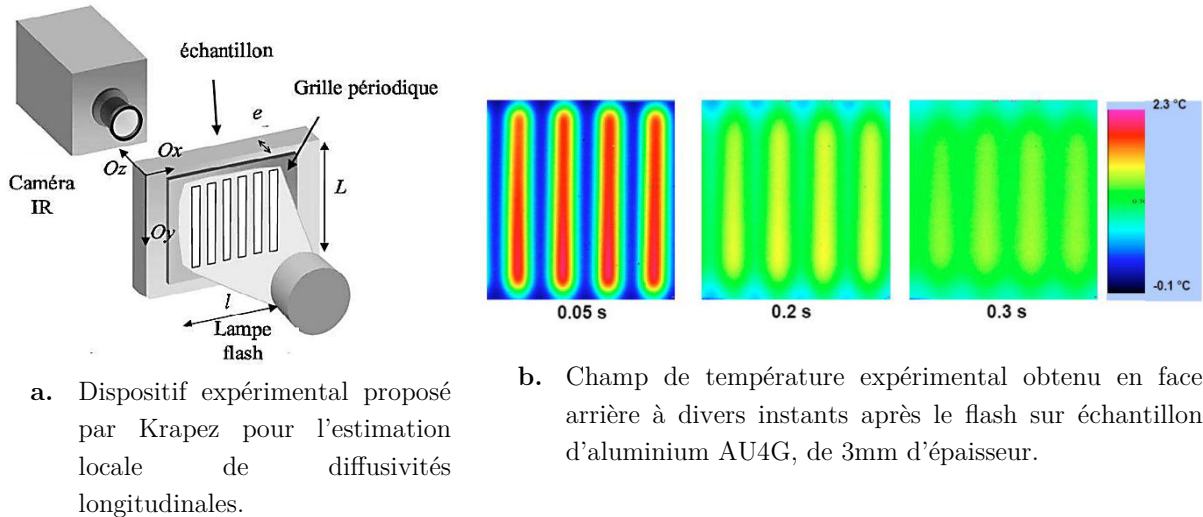 échantillon
Grille périodique
e
Ox
Oz
Caméra
IR
L
Oy
l
Lampe
flash
2.3 °C
-0.1 °C
0.05 s
0.2 s
0.3 s
a. Dispositif expérimental proposé
par Krapez pour l'estimation
locale de diffusivités
longitudinales.
b. Champ de température expérimental obtenu en face
arrière à divers instants après le flash sur échantillon
d'aluminium AU4G, de 3mm d'épaisseur.